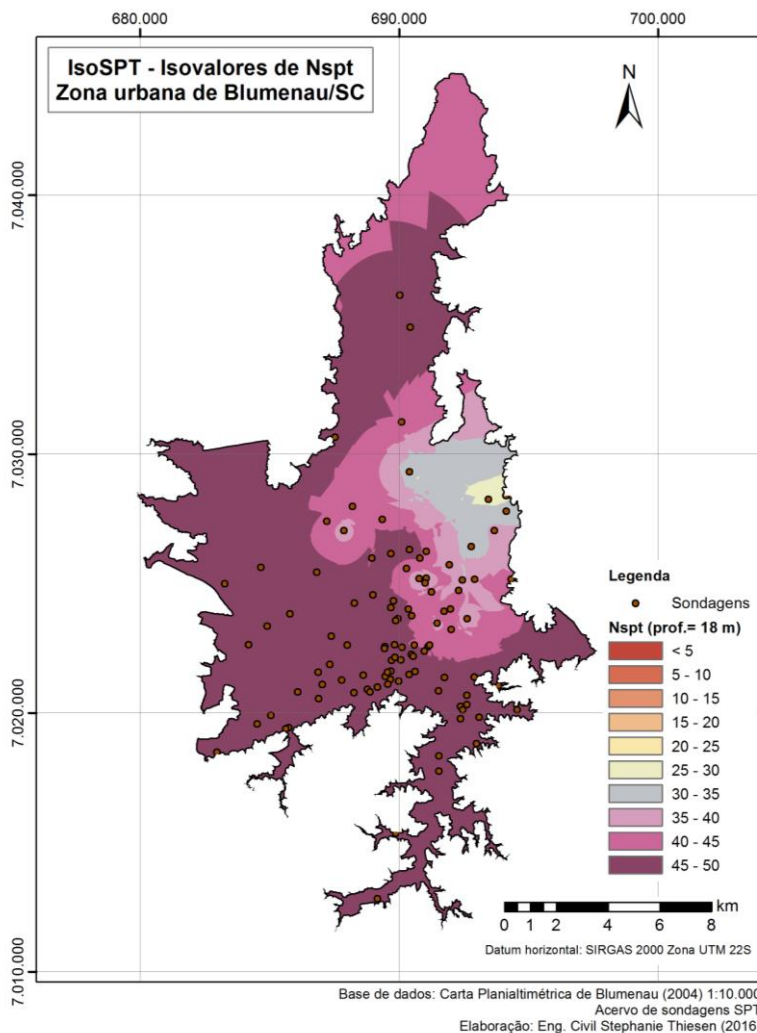 680.000
690.000
700.000
IsoSPT - Isovalores de Nspt
Zona urbana de Blumenau/SC
N
7.040.000
7.030.000
7.020.000
7.010.000
Legenda
Sondagens
Nspt (prof.= 18 m)
< 5
5 - 10
10 - 15
15 - 20
20 - 25
25 - 30
30 - 35
35 - 40
40 - 45
45 - 50
0 1 2 4 6 8 km
Datum horizontal: SIRGAS 2000 Zona UTM 22S
Base de dados: Carta Planialtimétrica de Blumenau (2004) 1:10.000
Acervo de sondagens SPT
Elaboração: Eng. Civil Stephanie Thiesen (2016